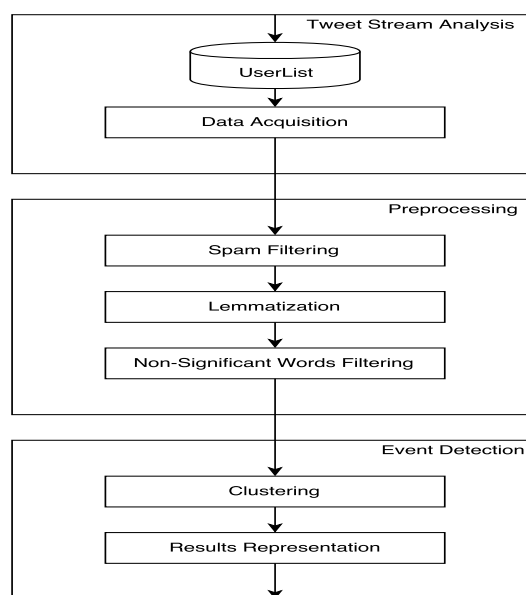 Tweet Stream Analysis
UserList
Data Acquisition
Preprocessing
Spam Filtering
Lemmatization
Non-Significant Words Filtering
Event Detection
Clustering
Results Representation